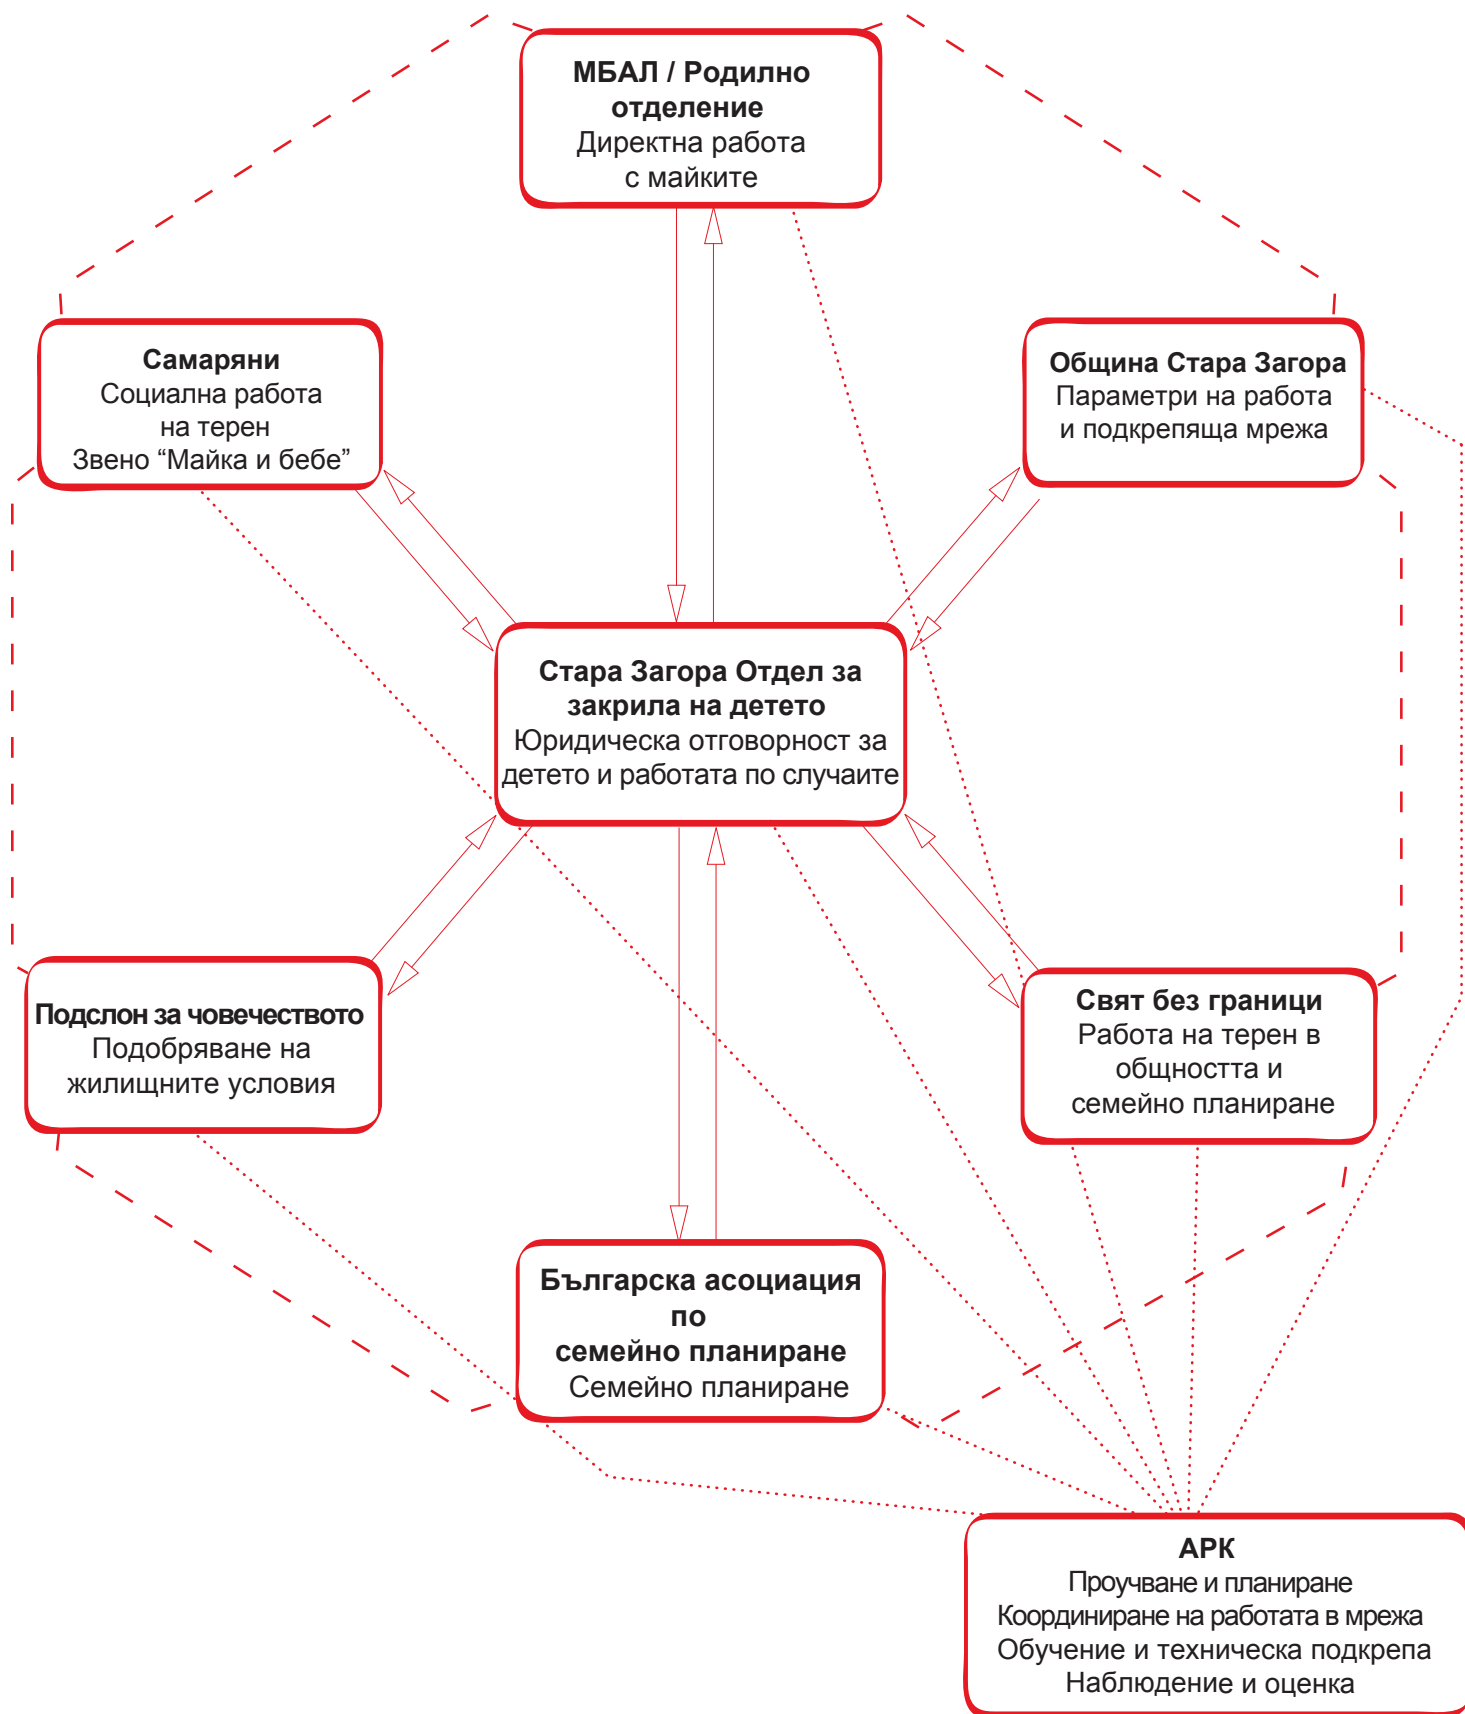 МБАЛ / Родилно
отделение
Директна работа
с майките
Самаряни
Социална работа
на терен
Звено “Майка и бебе”
Община Стара Загора
Параметри на работа
и подкрепяща мрежа
Стара Загора Отдел за
закрила на детето
Юридическа отговорност за
детето и работата по случаите
Подслон за човечеството
Подобряване на
жилищните условия
Свят без граници
Работа на терен в
общността и
семейно планиране
Българска асоциация
по
семейно планиране
Семейно планиране
АРК
Проучване и планиране
Координиране на работата в мрежа
Обучение и техническа подкрепа
Наблюдение и оценка